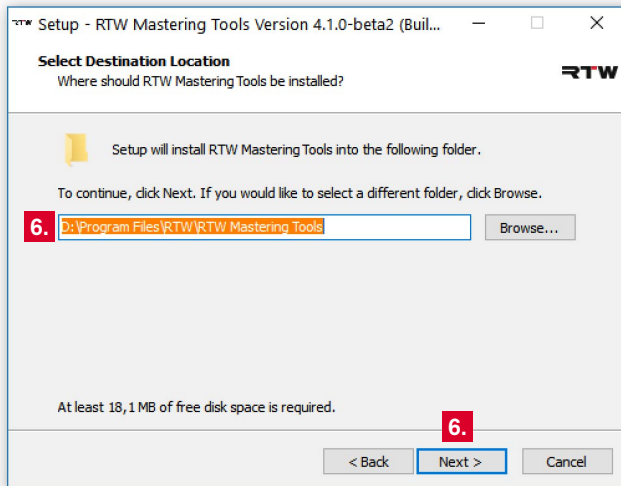 RTW Setup - RTW Mastering Tools Version 4.1.0-beta2 (Buil...
Select Destination Location
Where should RTW Mastering Tools be installed?
RTW
Setup will install RTW Mastering Tools into the following folder.
To continue, click Next. If you would like to select a different folder, click Browse.
6. D:\Program Files\RTW\RTW Mastering Tools Browse...
At least 18,1 MB of free disk space is required.
6.
< Back Next > Cancel